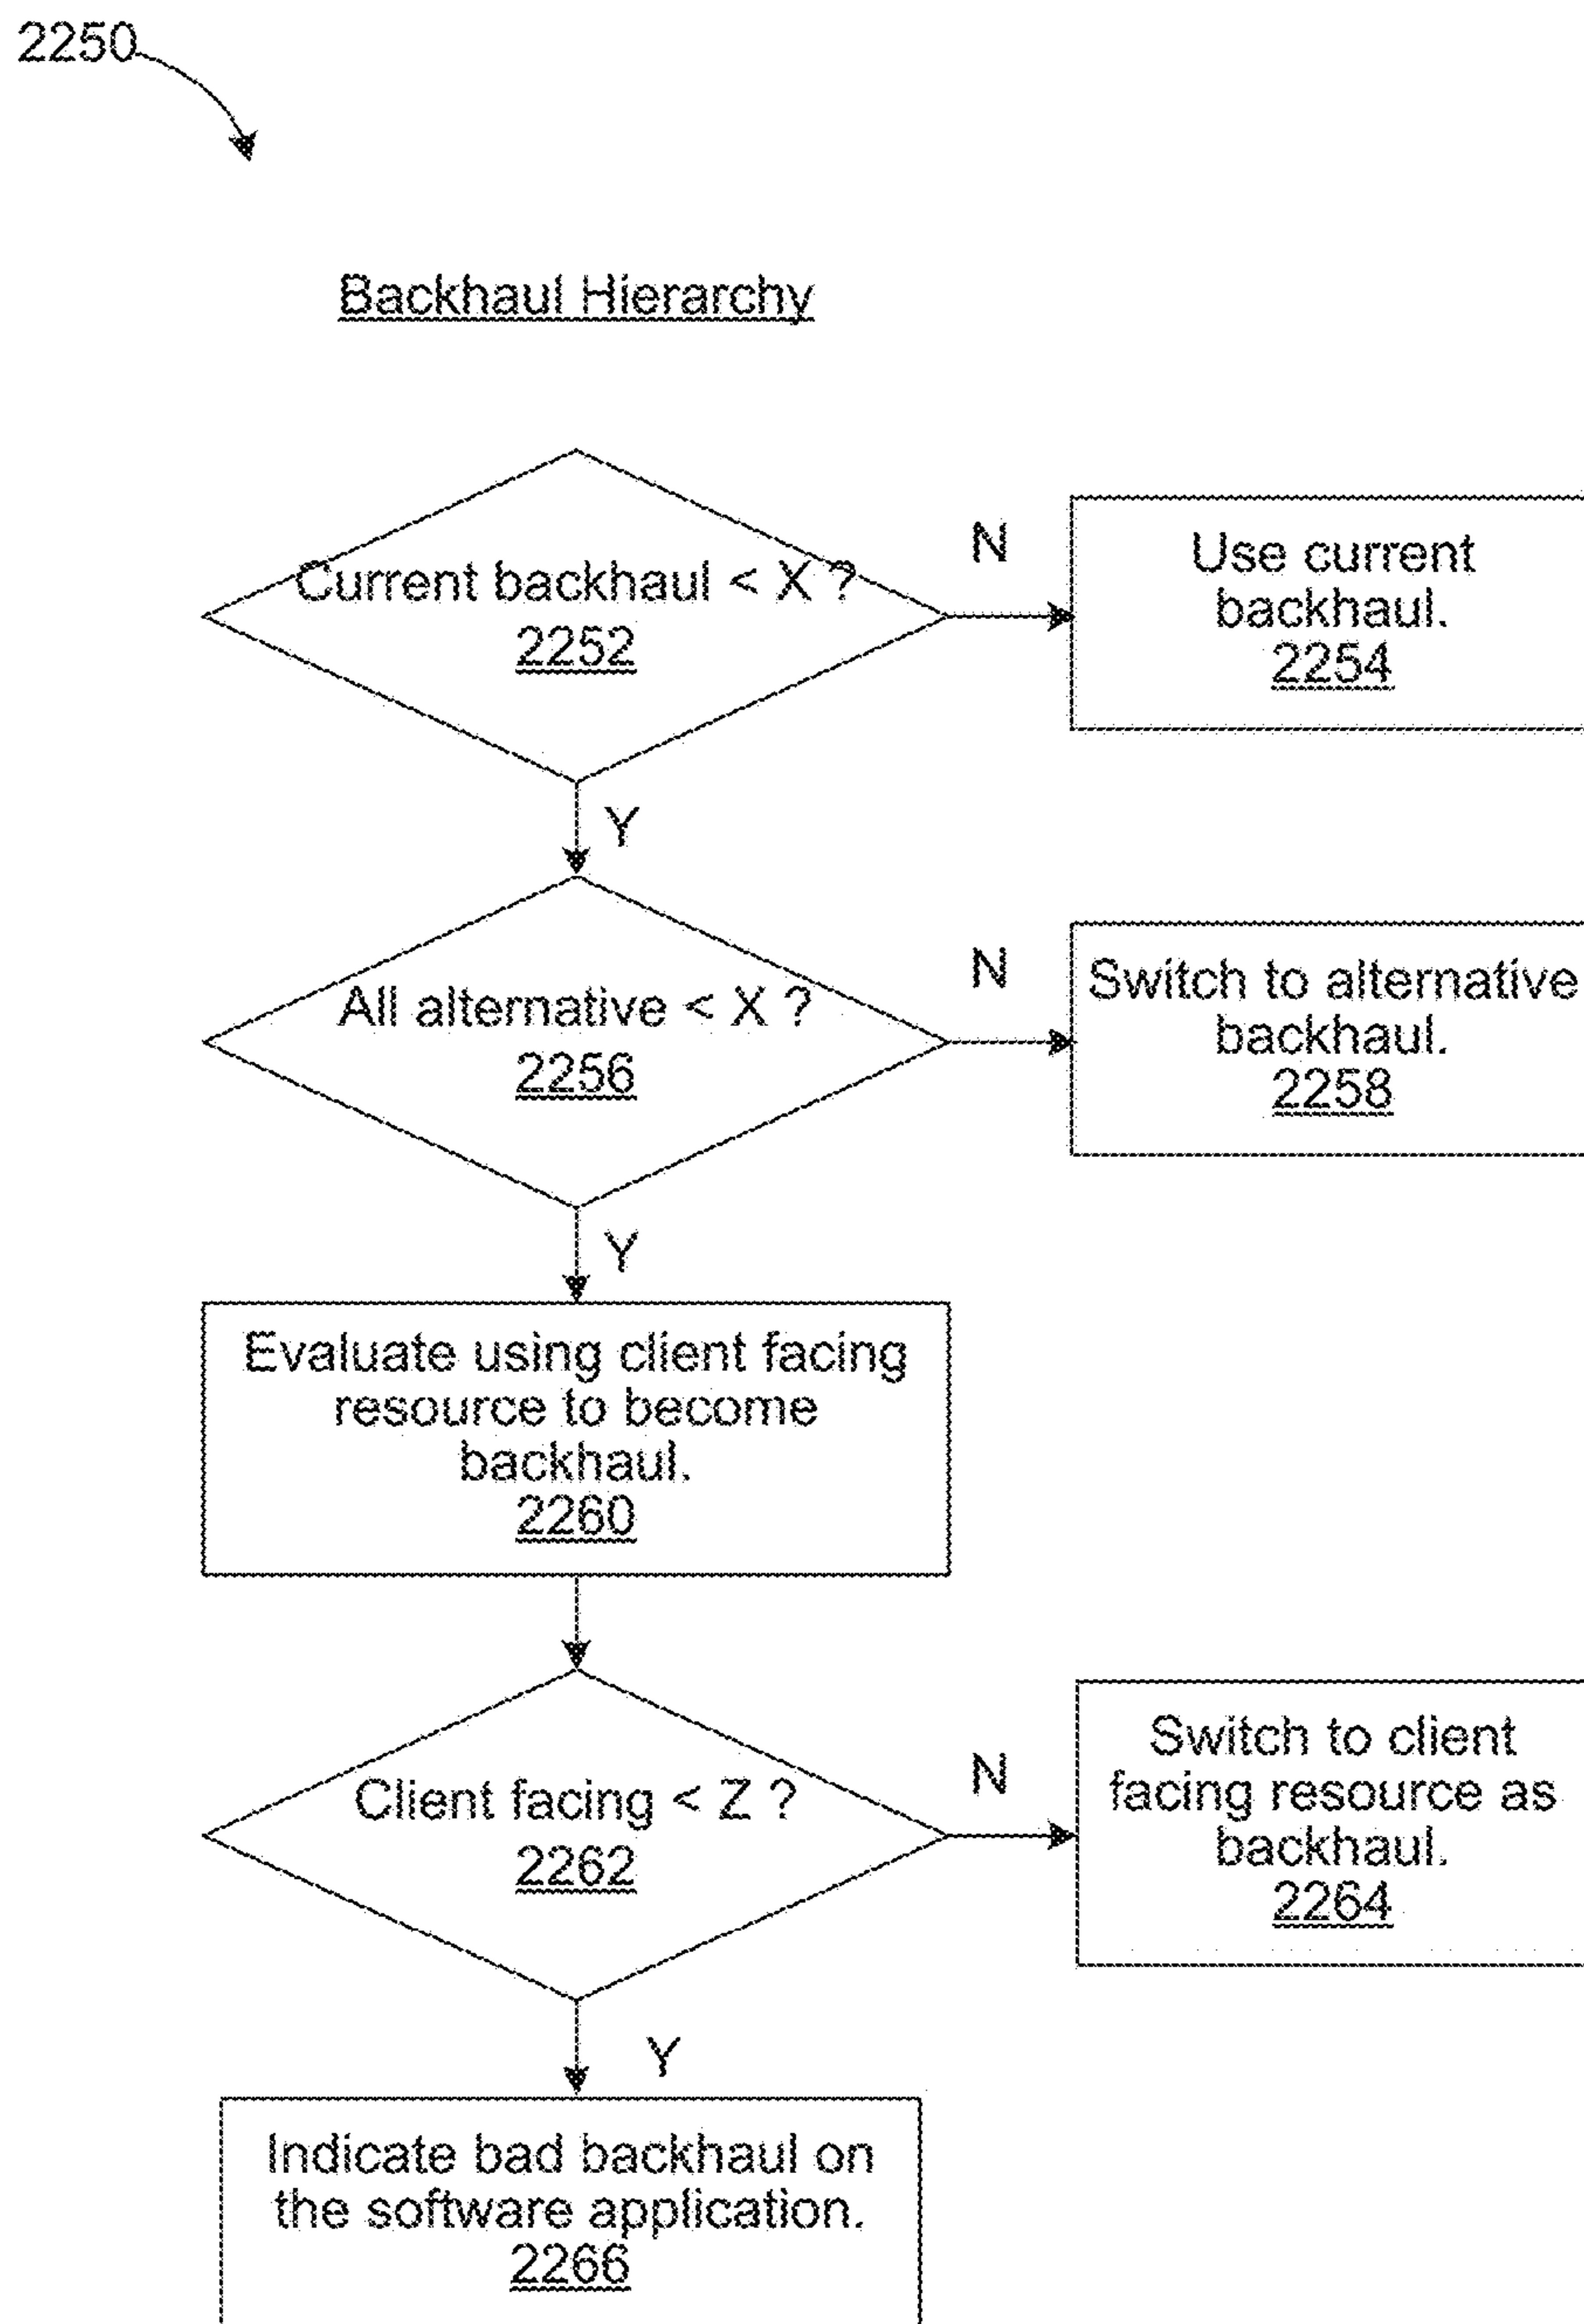 2250
Backhaul Hierarchy
Current backhaul < X ?
2252
N
Use current
backhaul.
2254
Y
All alternative < X ?
2256
N
Switch to alternative
backhaul.
2258
Y
Evaluate using client facing
resource to become
backhaul.
2260
Client facing < Z ?
2262
N
Switch to client
facing resource as
backhaul.
2264
Y
Indicate bad backhaul on
the software application.
2266